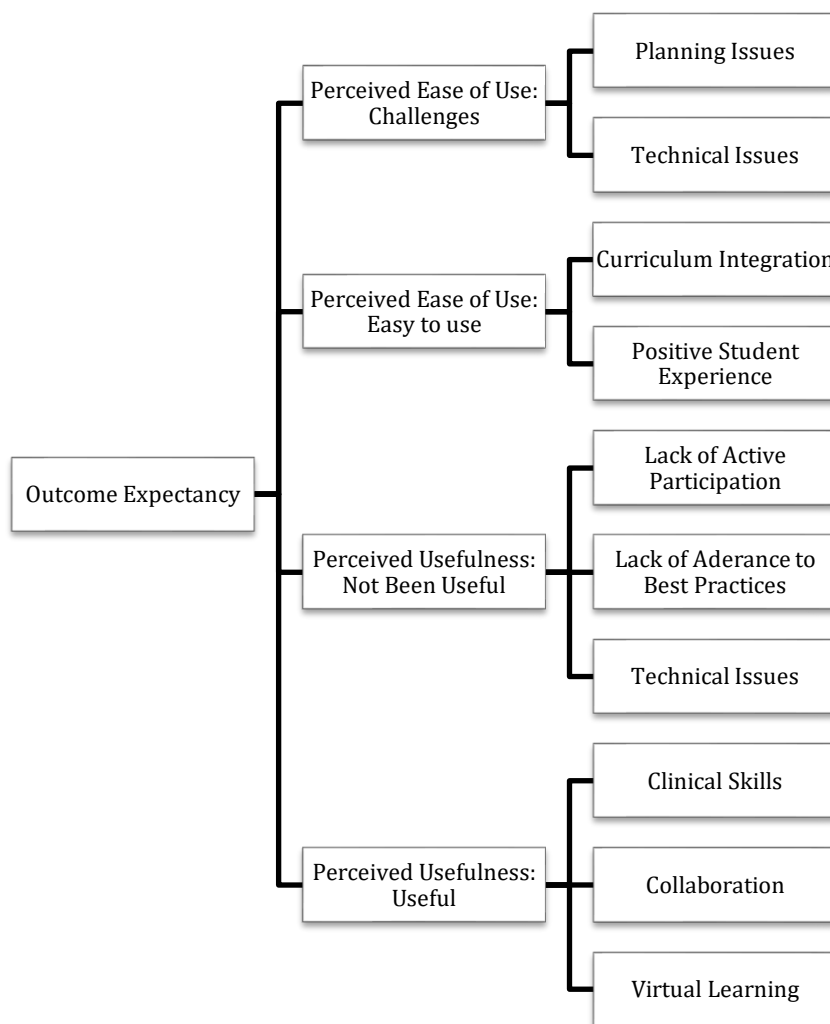 Outcome Expectancy
Perceived Ease of Use:
Challenges
Planning Issues
Technical Issues
Perceived Ease of Use:
Easy to use
Curriculum Integration
Positive Student
Experience
Perceived Usefulness:
Not Been Useful
Lack of Active
Participation
Lack of Aderance to
Best Practices
Technical Issues
Perceived Usefulness:
Useful
Clinical Skills
Collaboration
Virtual Learning